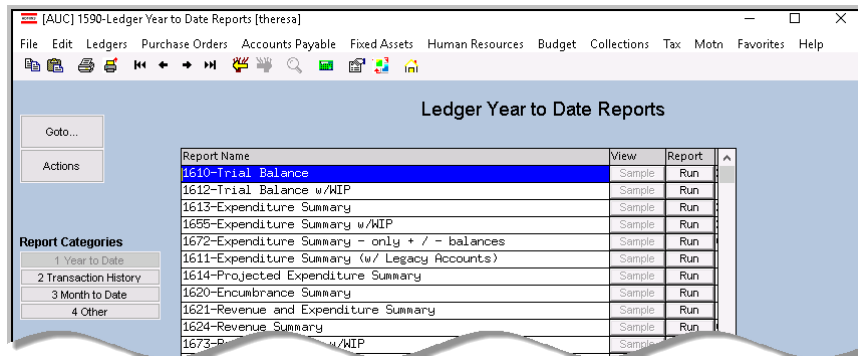 [AUC] 1590-Ledger Year to Date Reports [theresa]
File Edit Ledgers Purchase Orders Accounts Payable Fixed Assets Human Resources Budget Collections Tax Motn Favorites Help
Ledger Year to Date Reports
Goto...
Actions
Report Name View Report
1610-Trial Balance Sample Run
1612-Trial Balance w/WIP Sample Run
1613-Expenditure Summary Sample Run
1655-Expenditure Summary w/WIP Sample Run
Report Categories
1672-Expenditure Summary - only + / - balances Sample Run
1 Year to Date
1611-Expenditure Summary (w/ Legacy Accounts) Sample Run
2 Transaction History
1614-Projected Expenditure Summary Sample Run
3 Month to Date
1620-Encumbrance Summary Sample Run
4 Other
1621-Revenue and Expenditure Summary Sample Run
1624-Revenue Summary Sample Run
w/WIP Sample Run